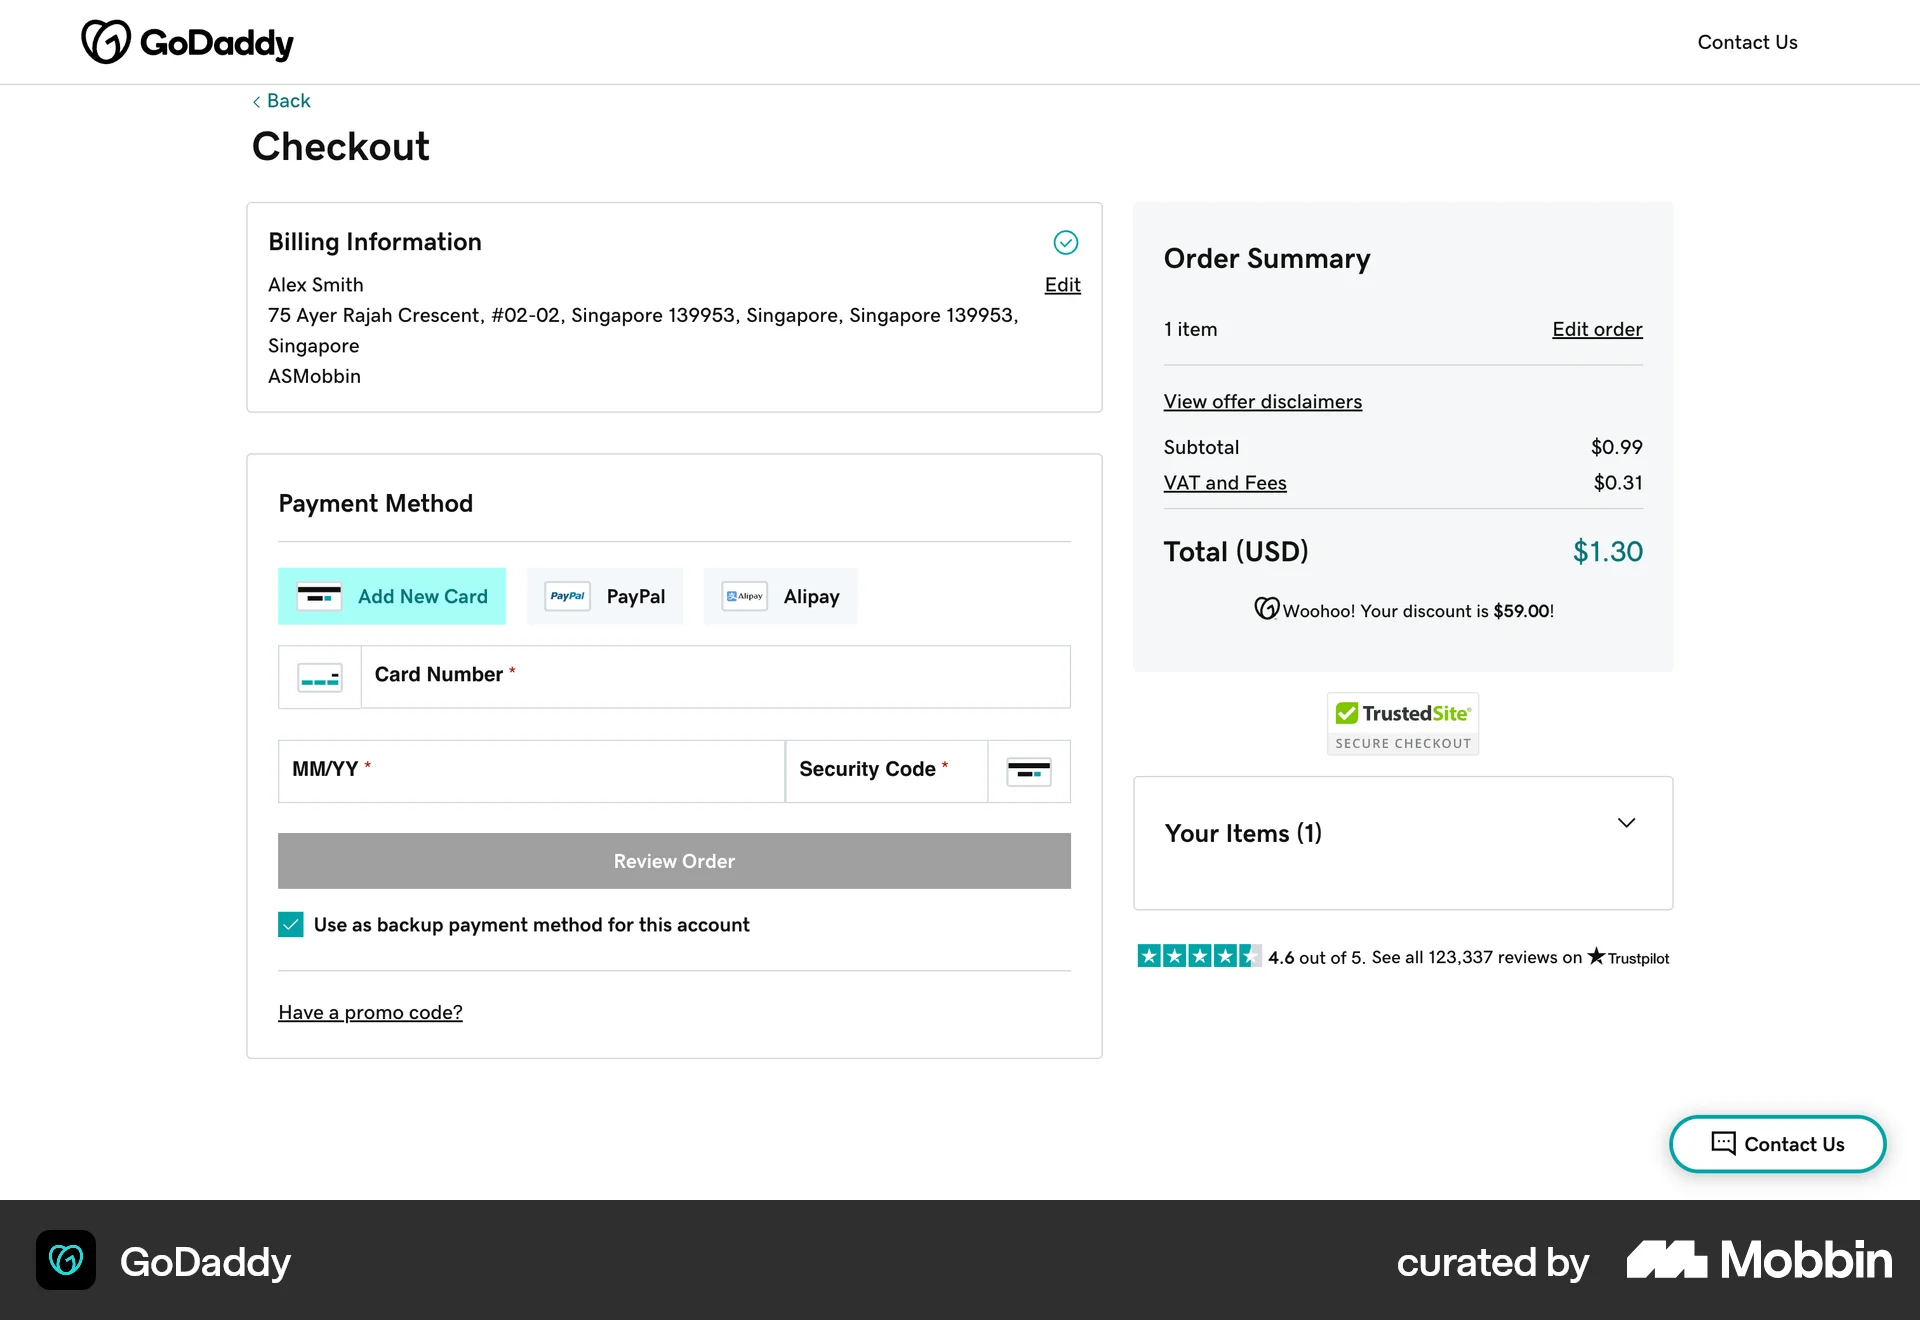 GoDaddy
Contact Us
Back
Checkout
Billing Information
Alex Smith
Edit
75 Ayer Rajah Crescent, #02-02, Singapore 139953, Singapore, Singapore 139953,
Singapore
ASMobbin
Payment Method
Add New Card
PayPal PayPal
Alipay Alipay
Card Number *
MM/YY *
Security Code *
Review Order
Use as backup payment method for this account
Have a promo code?
Order Summary
1 item
Edit order
View offer disclaimers
Subtotal $0.99
VAT and Fees $0.31
Total (USD) $1.30
Woohoo! Your discount is $59.00!
TrustedSite
SECURE CHECKOUT
Your Items (1)
4.6 out of 5. See all 123,337 reviews on Trustpilot
Contact Us
GoDaddy
curated by Mobbin